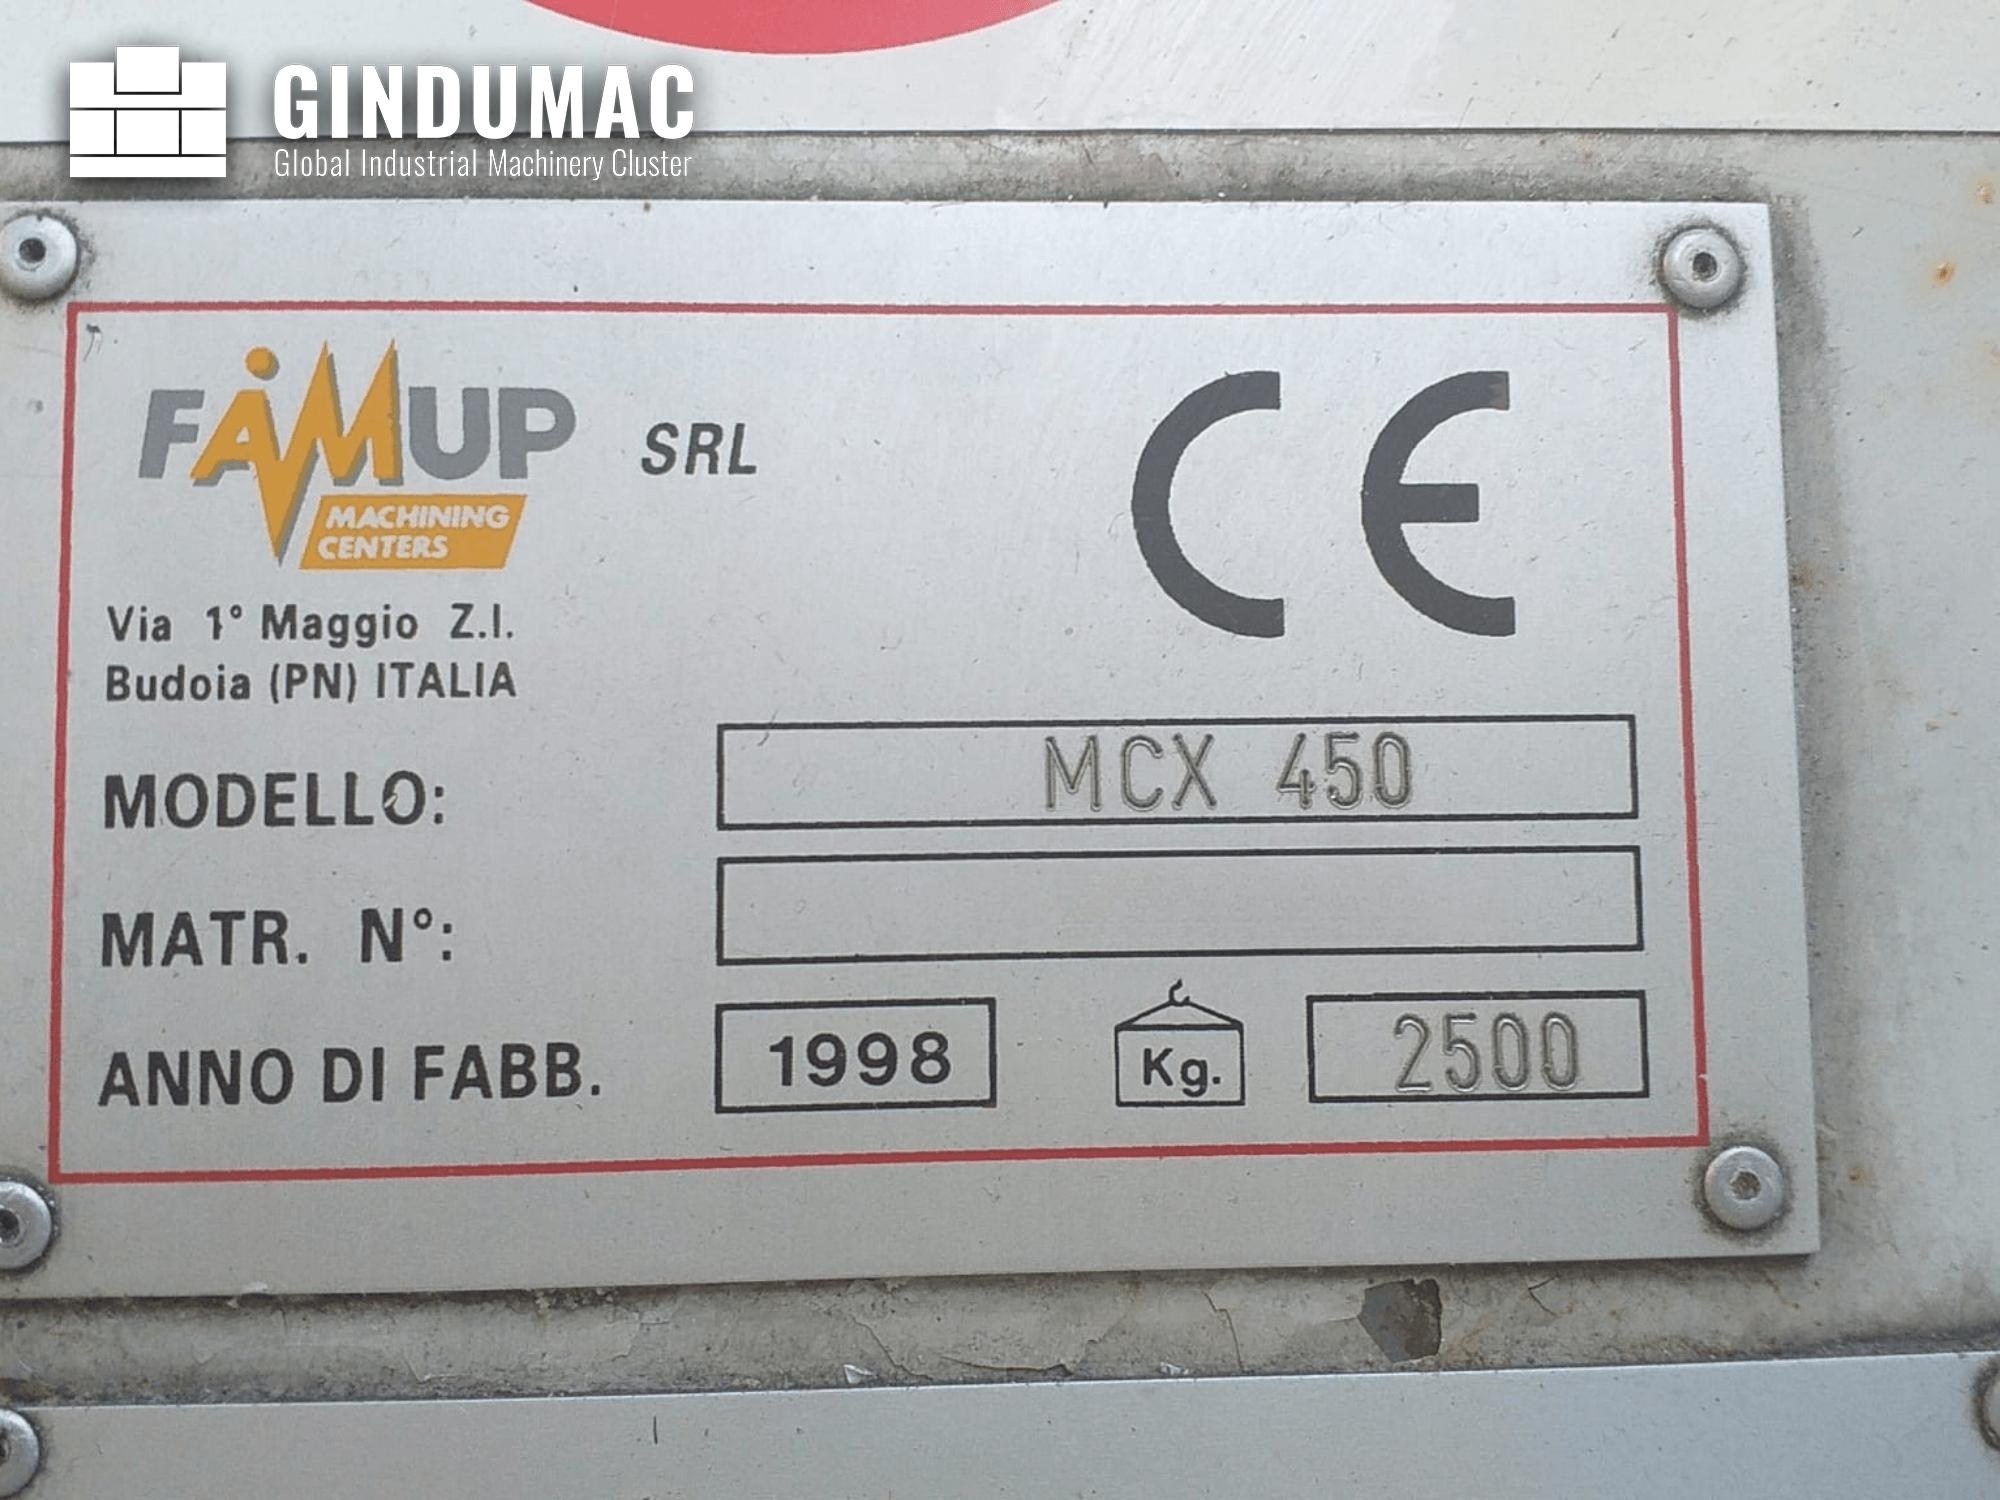 GINDUMAC
Global Industrial Machinery Cluster
FAMUP SRL
MACHINING
CENTERS
CE
Via 1° Maggio Z.I.
Budoia (PN) ITALIA
MODELLO: MCX 450
MATR. N°:
ANNO DI FABB. 1998 Kg. 2500